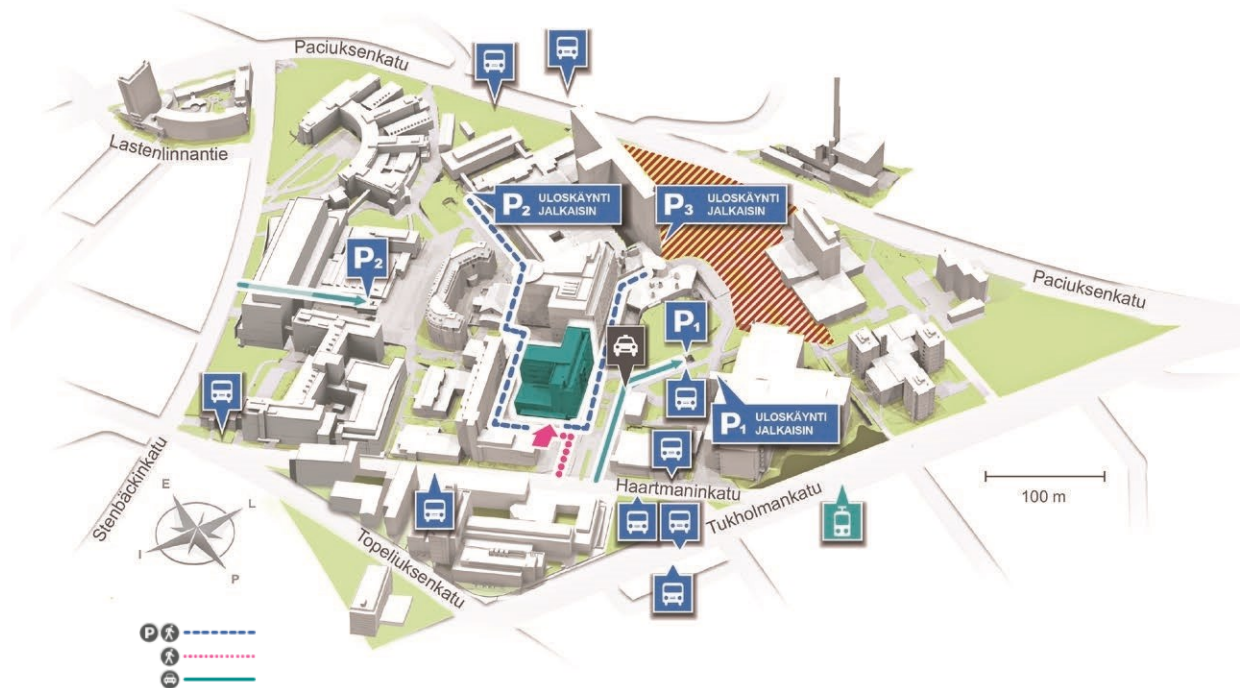 Paciuksenkatu
Lastenlinnantie
P2 ULOSKÄYNTI
JALKAISIN
P3 ULOSKÄYNTI
JALKAISIN
P2
Paciuksenkatu
P1
P1 ULOSKÄYNTI
JALKAISIN
Stenbäckinkatu
Haartmaninkatu
Tukholmankatu
100 m
Topeliuksenkatu
E
L
I
P
P